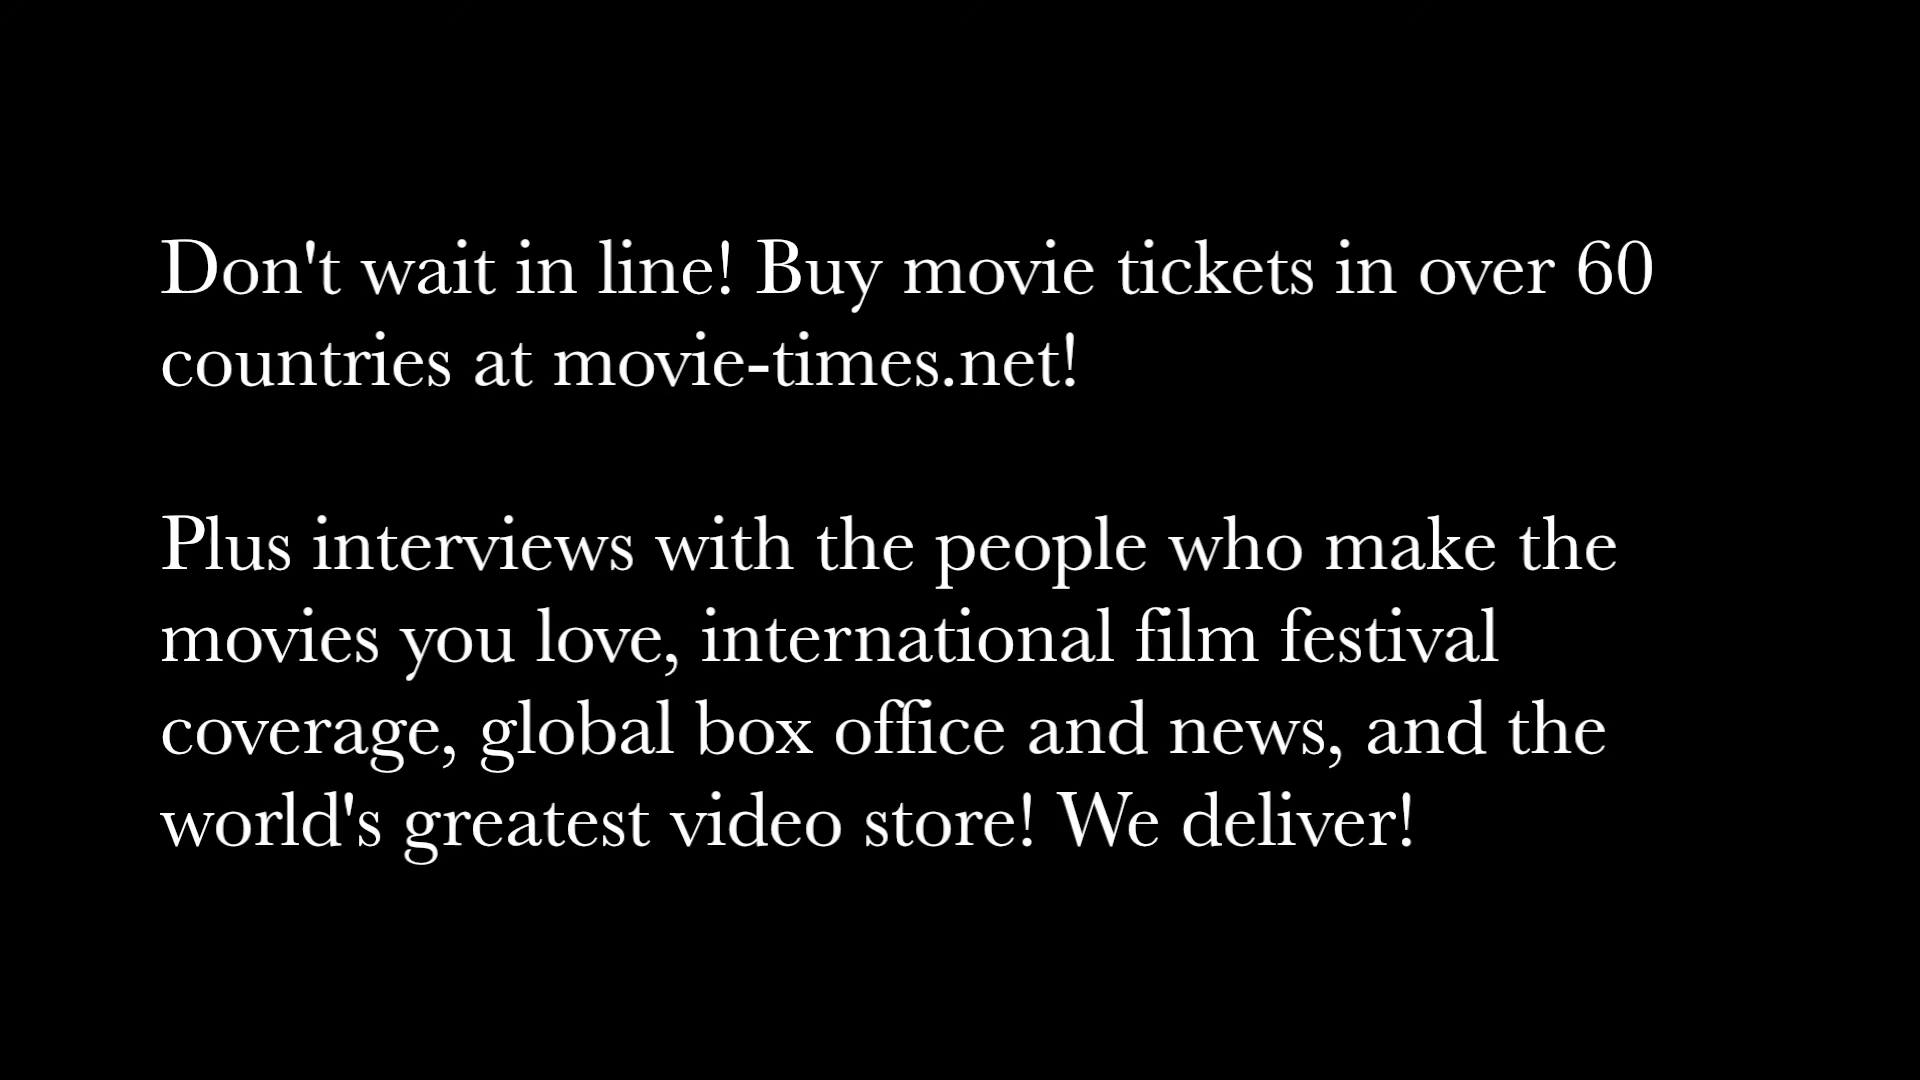 Don't wait in line! Buy movie tickets in over 60
countries at movie-times.net!
Plus interviews with the people who make the
movies you love, international film festival
coverage, global box office and news, and the
world's greatest video store! We deliver!